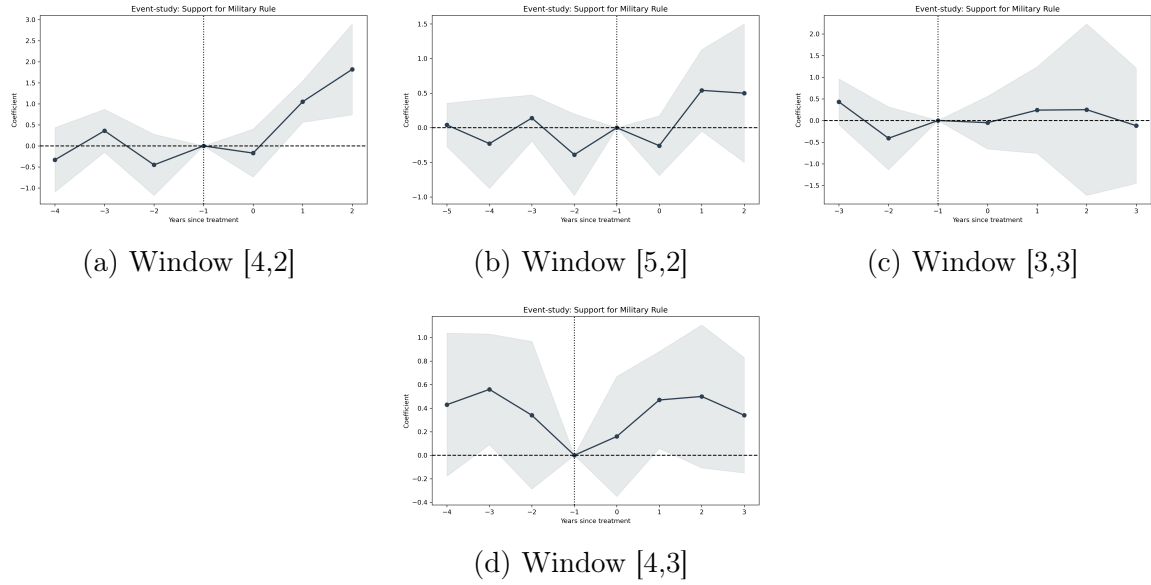 Event-study: Support for Military Rule
Coefficient
3.0
2.5
2.0
1.5
1.0
0.5
0.0
−0.5
−1.0
−4 −3 −2 −1 0 1 2
Years since treatment
(a) Window [4,2]
Event-study: Support for Military Rule
Coefficient
1.5
1.0
0.5
0.0
−0.5
−1.0
−5 −4 −3 −2 −1 0 1 2
Years since treatment
(b) Window [5,2]
Event-study: Support for Military Rule
Coefficient
2.0
1.5
1.0
0.5
0.0
−0.5
−1.0
−1.5
−3 −2 −1 0 1 2 3
Years since treatment
(c) Window [3,3]
Event-study: Support for Military Rule
Coefficient
1.0
0.8
0.6
0.4
0.2
0.0
−0.2
−0.4
−4 −3 −2 −1 0 1 2 3
Years since treatment
(d) Window [4,3]